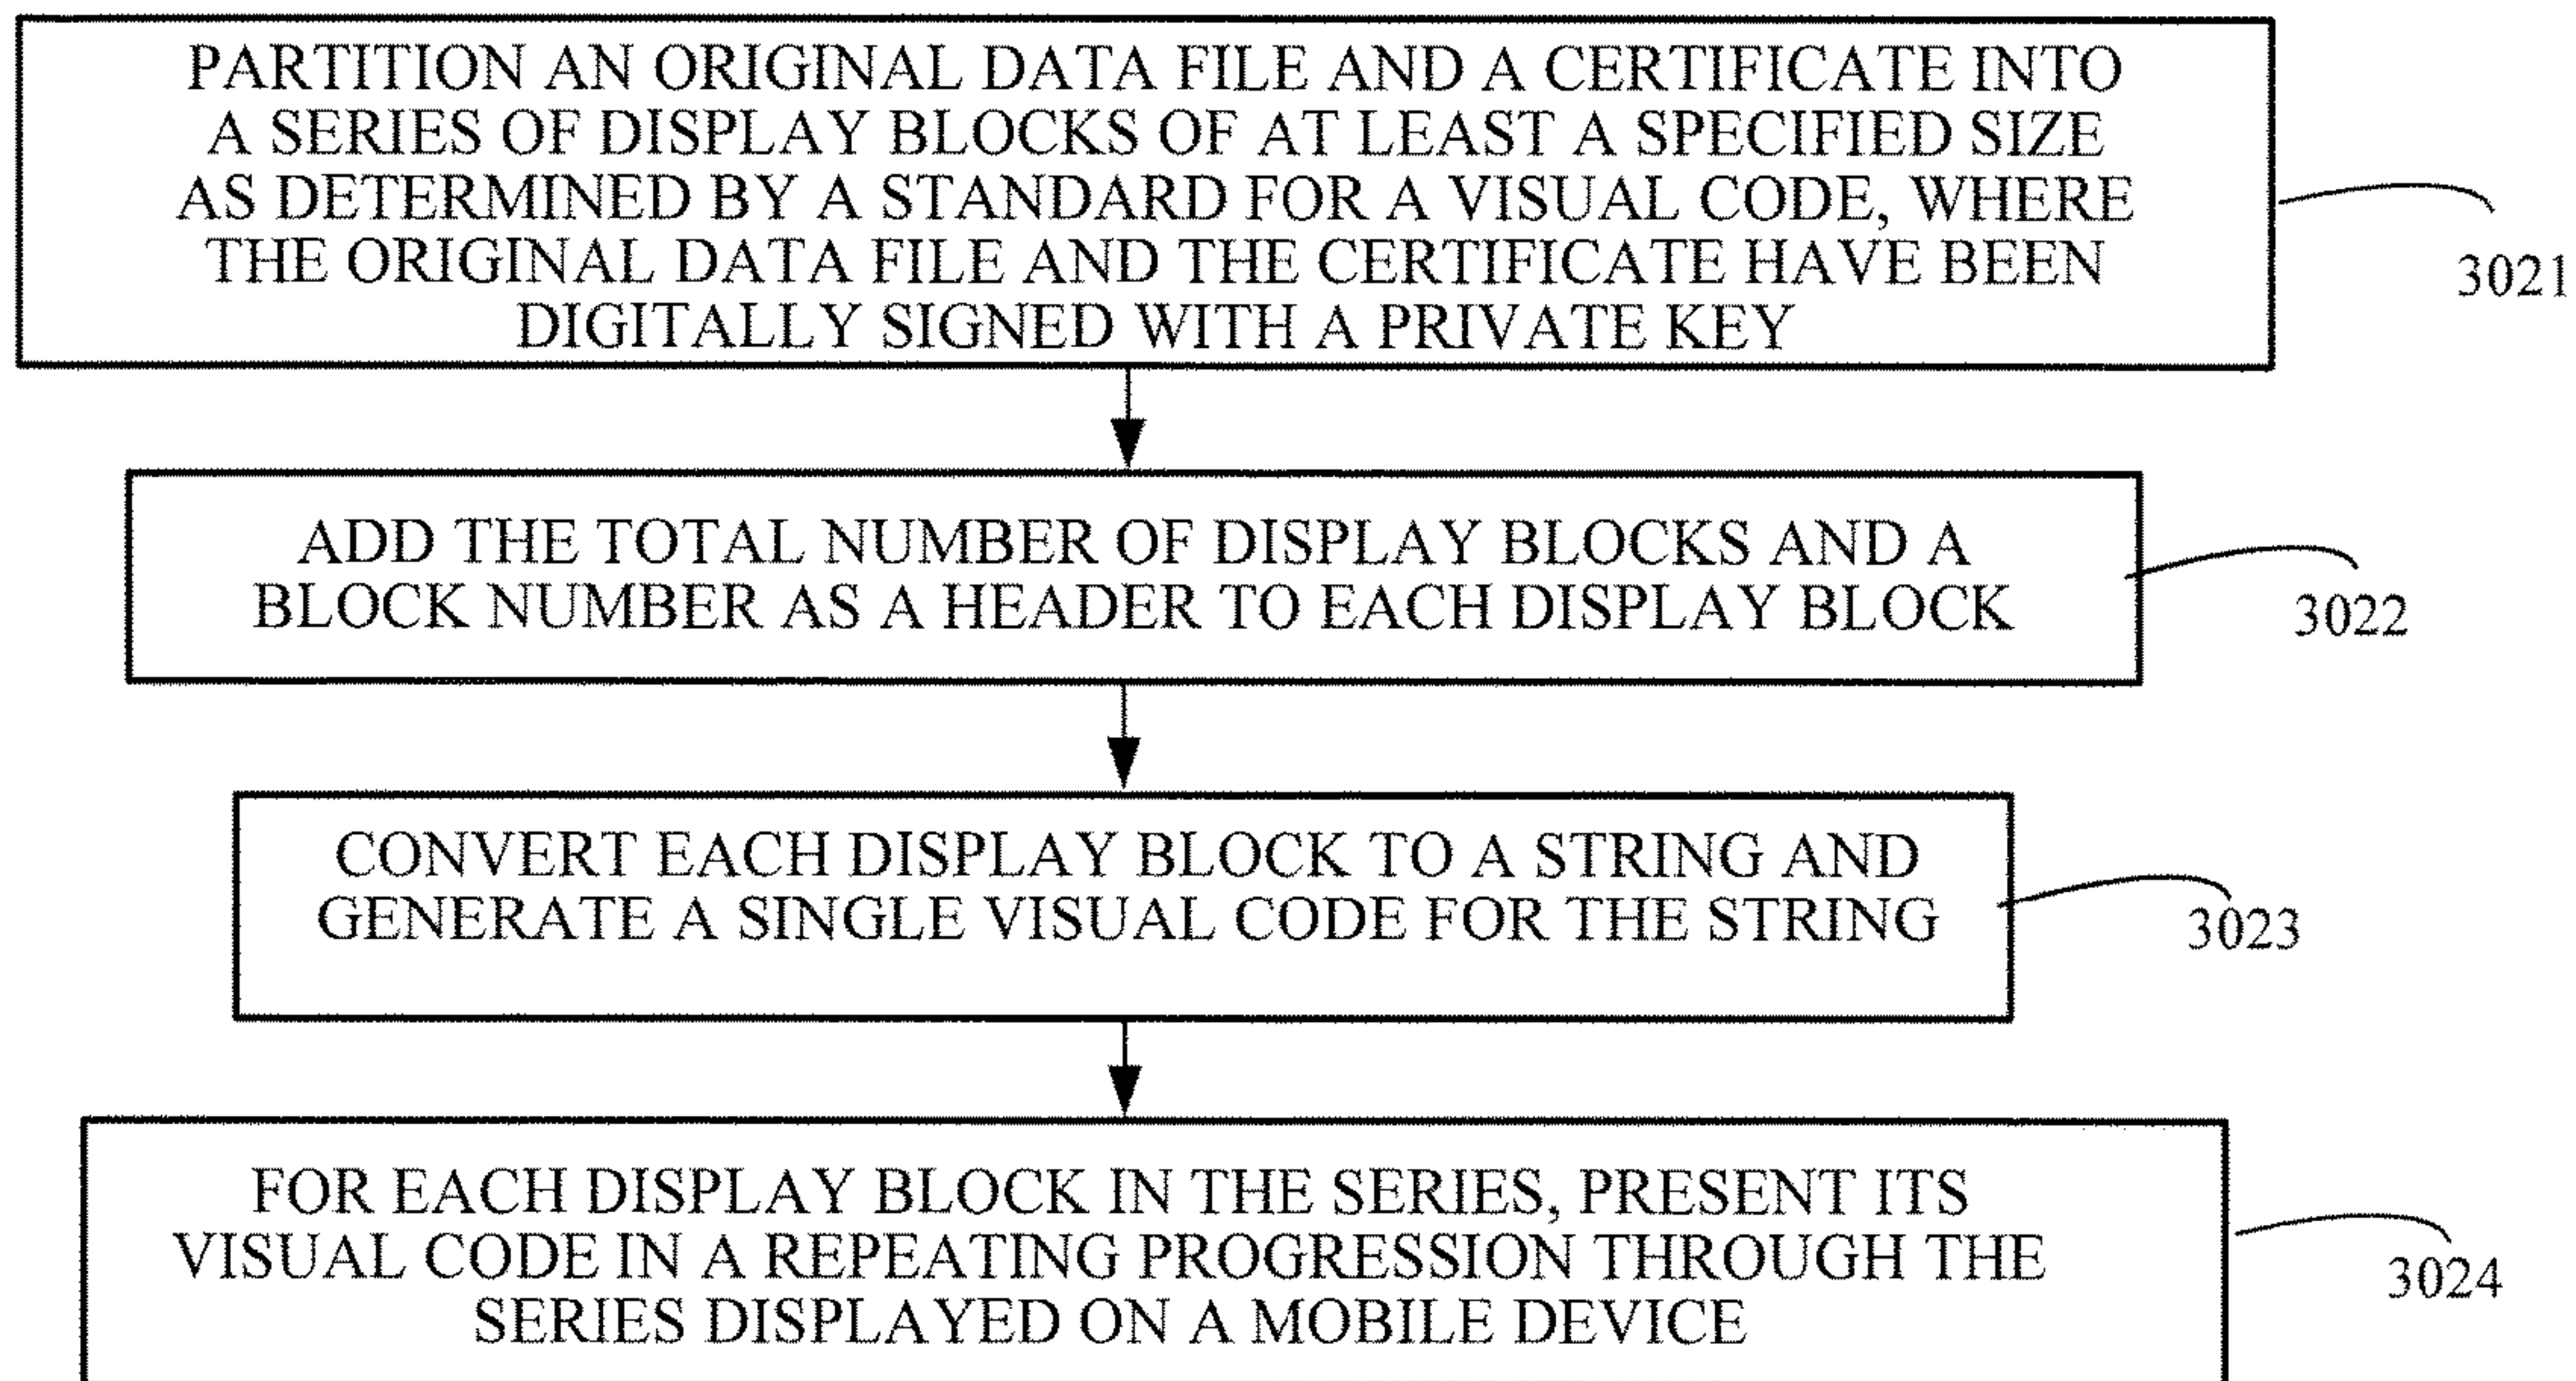 PARTITION AN ORIGINAL DATA FILE AND A CERTIFICATE INTO
A SERIES OF DISPLAY BLOCKS OF AT LEAST A SPECIFIED SIZE
AS DETERMINED BY A STANDARD FOR A VISUAL CODE, WHERE
THE ORIGINAL DATA FILE AND THE CERTIFICATE HAVE BEEN
DIGITALLY SIGNED WITH A PRIVATE KEY
3021
ADD THE TOTAL NUMBER OF DISPLAY BLOCKS AND A
BLOCK NUMBER AS A HEADER TO EACH DISPLAY BLOCK
3022
CONVERT EACH DISPLAY BLOCK TO A STRING AND
GENERATE A SINGLE VISUAL CODE FOR THE STRING
3023
FOR EACH DISPLAY BLOCK IN THE SERIES, PRESENT ITS
VISUAL CODE IN A REPEATING PROGRESSION THROUGH THE
SERIES DISPLAYED ON A MOBILE DEVICE
3024